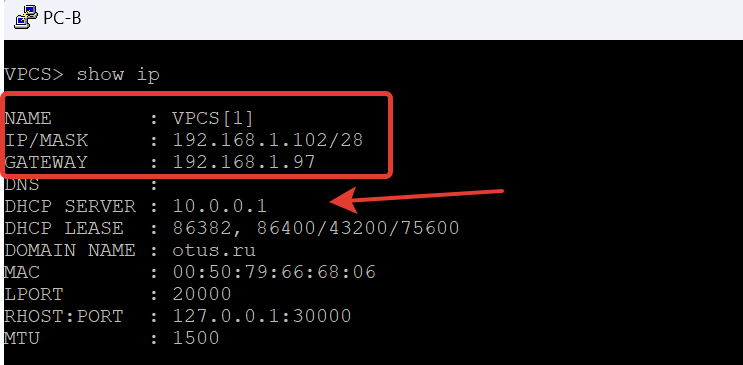 PC-B
VPCS> show ip
NAME : VPCS[1]
IP/MASK : 192.168.1.102/28
GATEWAY : 192.168.1.97
DNS :
DHCP SERVER : 10.0.0.1
DHCP LEASE : 86382, 86400/43200/75600
DOMAIN NAME : otus.ru
MAC : 00:50:79:66:68:06
LPORT : 20000
RHOST:PORT : 127.0.0.1:30000
MTU : 1500